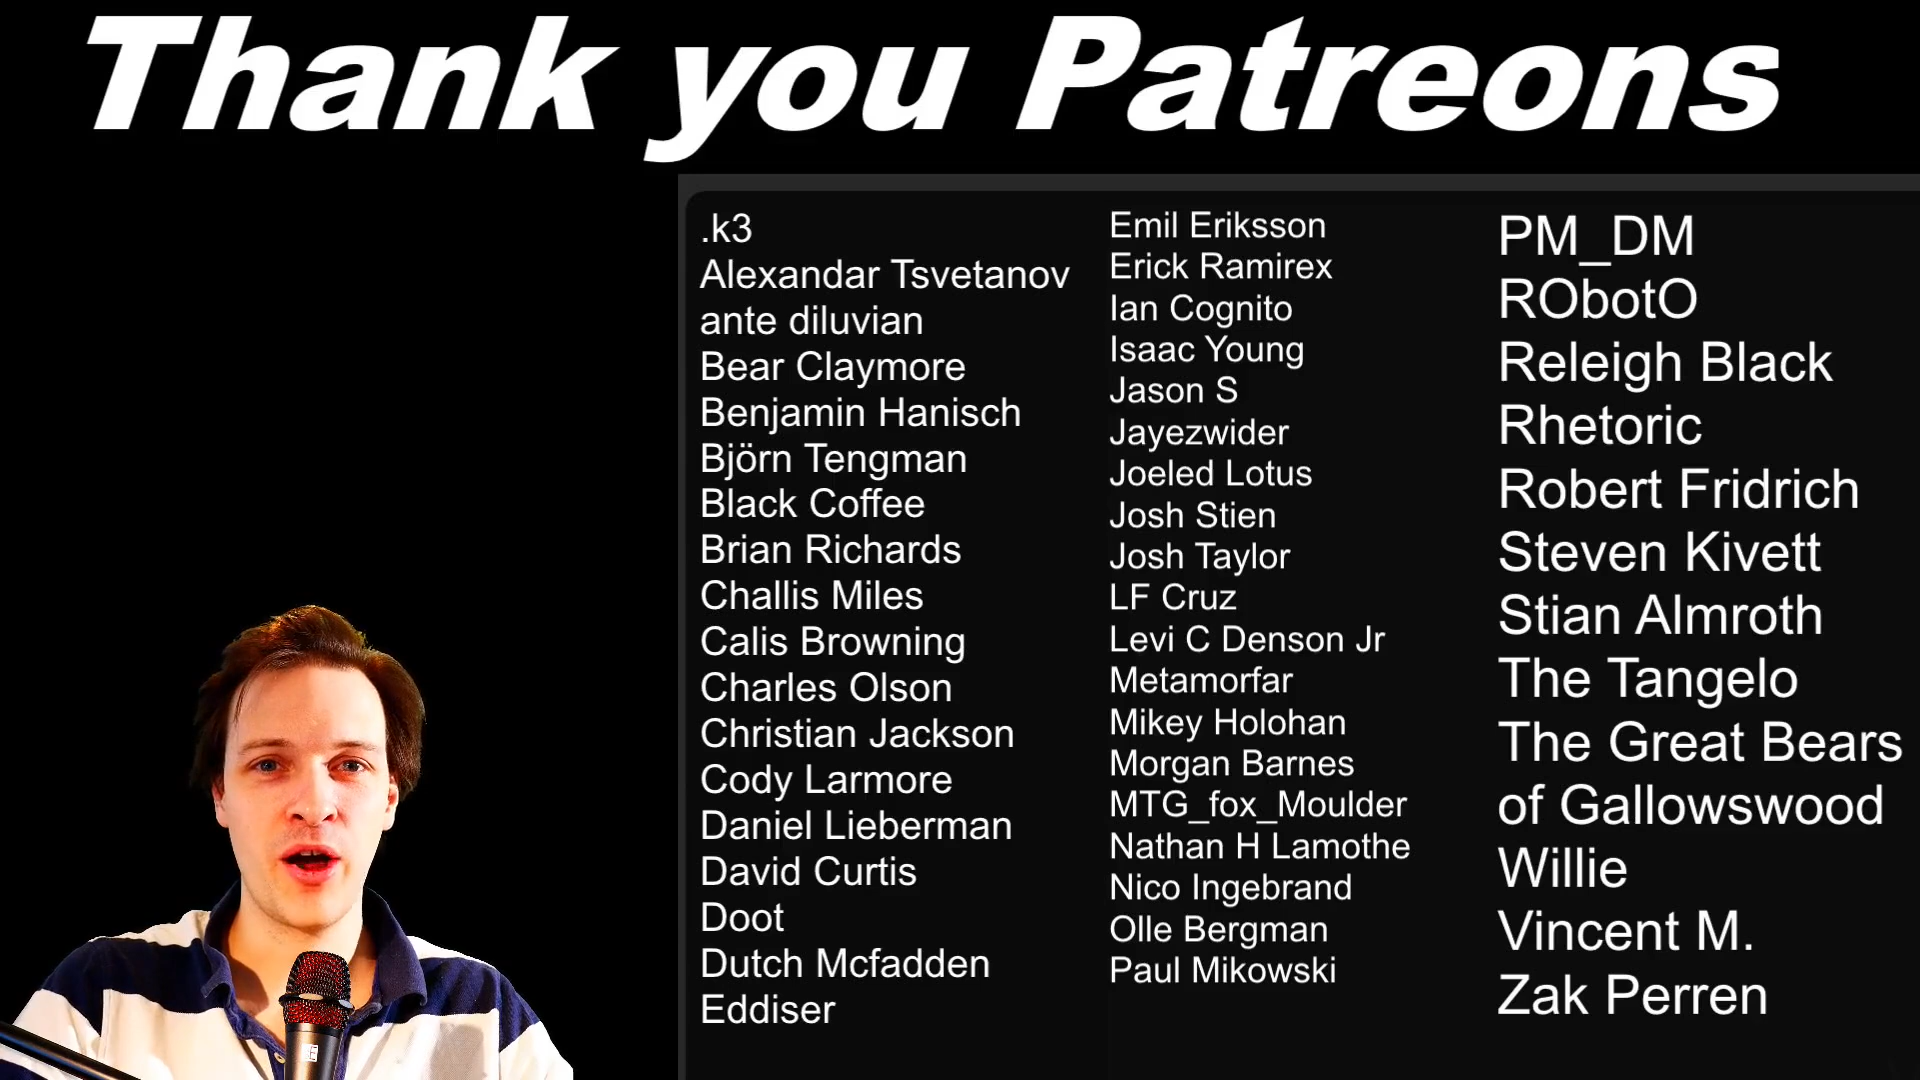 Thank you Patreons
.k3
Alexandar Tsvetanov
ante diluvian
Bear Claymore
Benjamin Hanisch
Björn Tengman
Black Coffee
Brian Richards
Challis Miles
Calis Browning
Charles Olson
Christian Jackson
Cody Larmore
Daniel Lieberman
David Curtis
Doot
Dutch Mcfadden
Eddiser
Emil Eriksson
Erick Ramirex
Ian Cognito
Isaac Young
Jason S
Jayezwider
Joeled Lotus
Josh Stien
Josh Taylor
LF Cruz
Levi C Denson Jr
Metamorfar
Mikey Holohan
Morgan Barnes
MTG_fox_Moulder
Nathan H Lamothe
Nico Ingebrand
Olle Bergman
Paul Mikowski
PM_DM
RObotO
Releigh Black
Rhetoric
Robert Fridrich
Steven Kivett
Stian Almroth
The Tangelo
The Great Bears
of Gallowswood
Willie
Vincent M.
Zak Perren